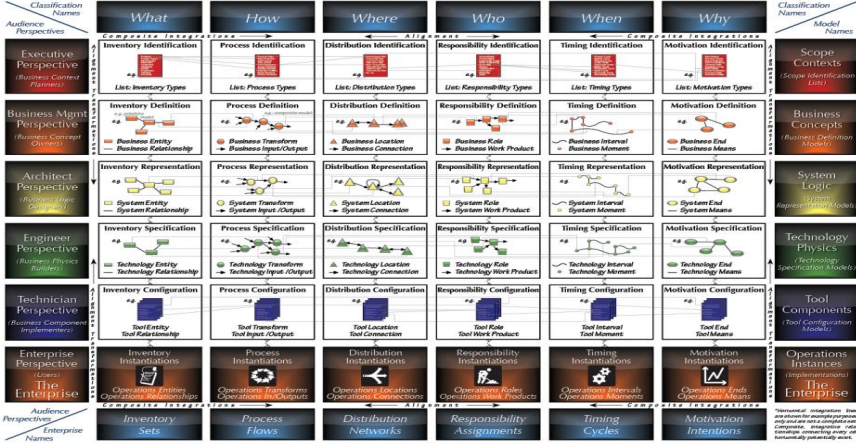 Classification Names
Audience Perspectives
What
How
Where
Who
When
Why
Classification Names
Model Names
Composite Integrations
Alignment
Composite Integrations
Executive Perspective
(Business Context Planners)
Inventory Identification
List: Inventory Types
Process Identification
List: Process Types
Distribution Identification
List: Distribution Types
Responsibility Identification
List: Responsibility Types
Timing Identification
List: Timing Types
Motivation Identification
List: Motivation Types
Scope Contexts
(Scope Identification Lists)
Business Mgmt Perspective
(Business Concept Owners)
Inventory Definition
e.g.
Business Entity
Business Relationship
Process Definition
e.g.
Business Transform
Business Input/Output
Distribution Definition
e.g.
Business Location
Business Connection
Responsibility Definition
e.g.
Business Role
Business Work Product
Timing Definition
e.g.
Business Interval
Business Moment
Motivation Definition
e.g.
Business End
Business Means
Business Concepts
(Business Definition Models)
Architect Perspective
(Business Logic
Inventory Representation
e.g.
System Entity
System Relationship
Process Representation
e.g.
System Transform
System Input /Output
Distribution Representation
e.g.
System Location
System Connection
Responsibility Representation
e.g.
System Role
System Work Product
Timing Representation
e.g.
System Interval
System Moment
Motivation Representation
e.g.
System End
System Means
System Logic
(System Representation Models)
Engineer Perspective
(Business Physics Builders)
Inventory Specification
e.g.
Technology Entity
Technology Relationship
Process Specification
e.g.
Technology Transform
Technology Input /Output
Distribution Specification
e.g.
Technology Location
Technology Connection
Responsibility Specification
e.g.
Technology Role
Technology Work Product
Timing Specification
e.g.
Technology Interval
Technology Moment
Motivation Specification
e.g.
Technology End
Technology Means
Technology Physics
(Technology Specification Models)
Technician Perspective
(Business Component Implementers)
Inventory Configuration
e.g.
Tool Entity
Tool Relationship
Process Configuration
e.g.
Tool Transform
Tool Input/Output
Distribution Configuration
e.g.
Tool Location
Tool Connection
Responsibility Configuration
e.g.
Tool Role
Tool Work Product
Timing Configuration
e.g.
Tool Interval
Tool Moment
Motivation Configuration
e.g.
Tool End
Tool Means
Tool Components
(Tool Configuration Models)
Enterprise Perspective
(Users)
The Enterprise
Inventory Instantiations
Operations Entities
Operations Relationships
Process Instantiations
Operations Transforms
Operations In/Outputs
Distribution Instantiations
Operations Locations
Operations Connections
Responsibility Instantiations
Operations Roles
Operations Work Products
Timing Instantiations
Operations Intervals
Operations Moments
Motivation Instantiations
Operations Ends
Operations Means
Operations Instances
(Implementations)
The Enterprise
Alignment Transformations
Composite Integrations
Alignment
Composite Integrations
Audience Perspectives
Enterprise Names
Inventory Sets
Process Flows
Distribution Networks
Responsibility Assignments
Timing Cycles
Motivation Intentions